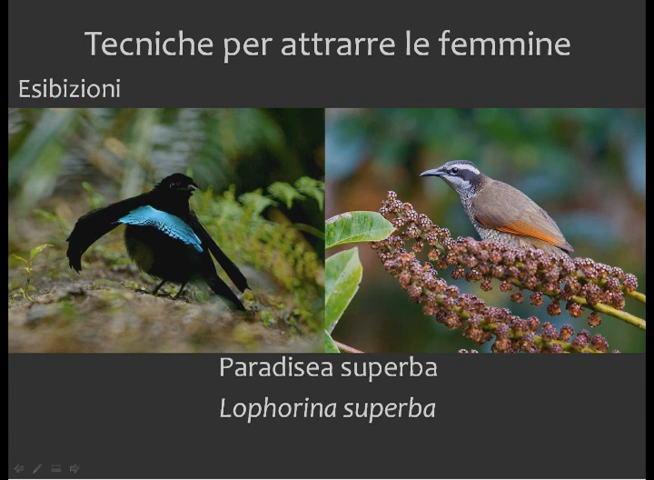 Tecniche per attrarre le femmine
Esibizioni
Paradisea superba
Lophorina superba